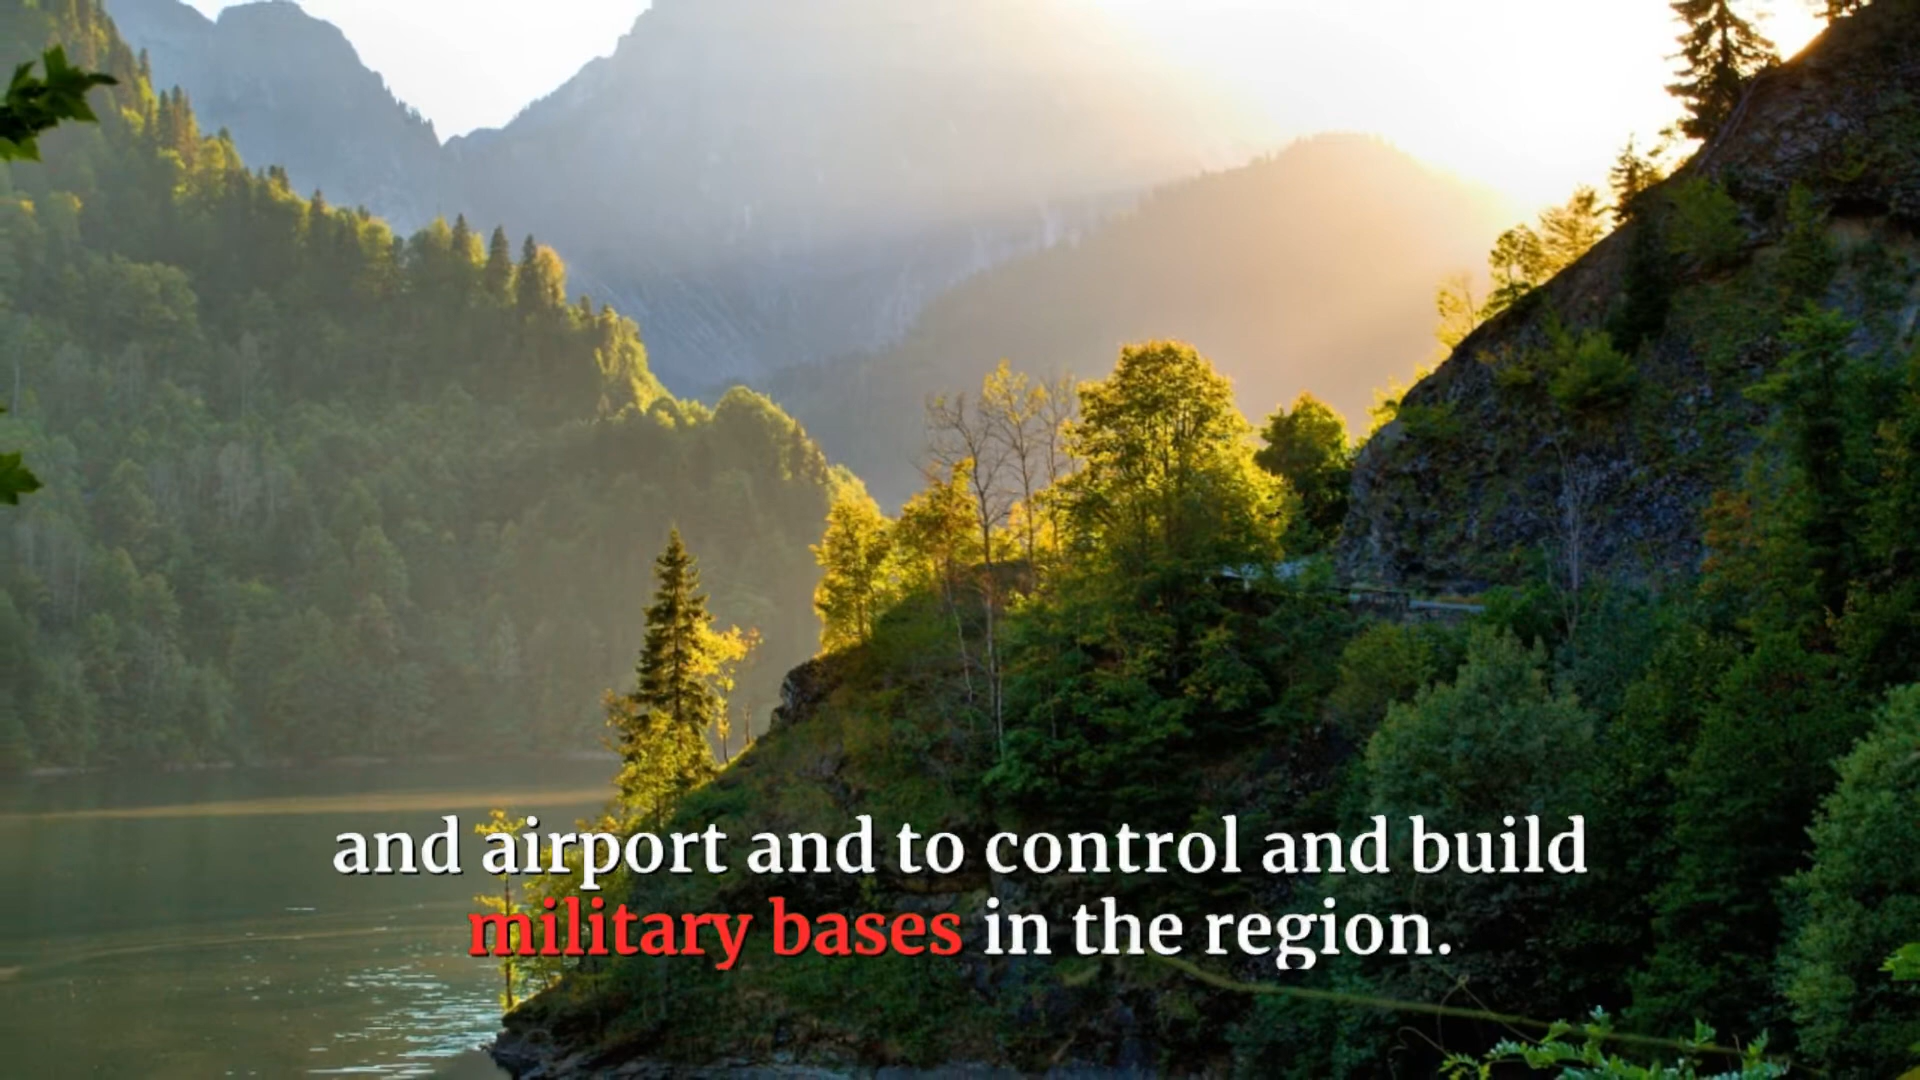 and airport and to control and build
military bases in the region.